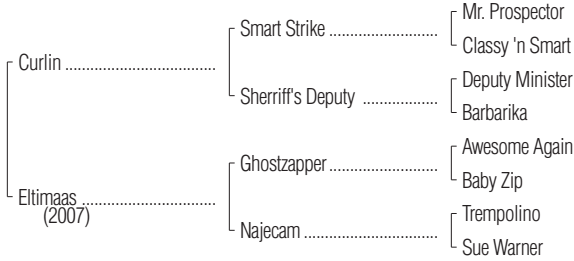 Mr. Prospector
Smart Strike ......................
Classy 'n Smart
Curlin ...............................
Deputy Minister
Sherriff's Deputy ...............
Barbarika
Awesome Again
Ghostzapper ......................
Baby Zip
Eltimaas ...........................
(2007)
Trempolino
Najecam ...........................
Sue Warner